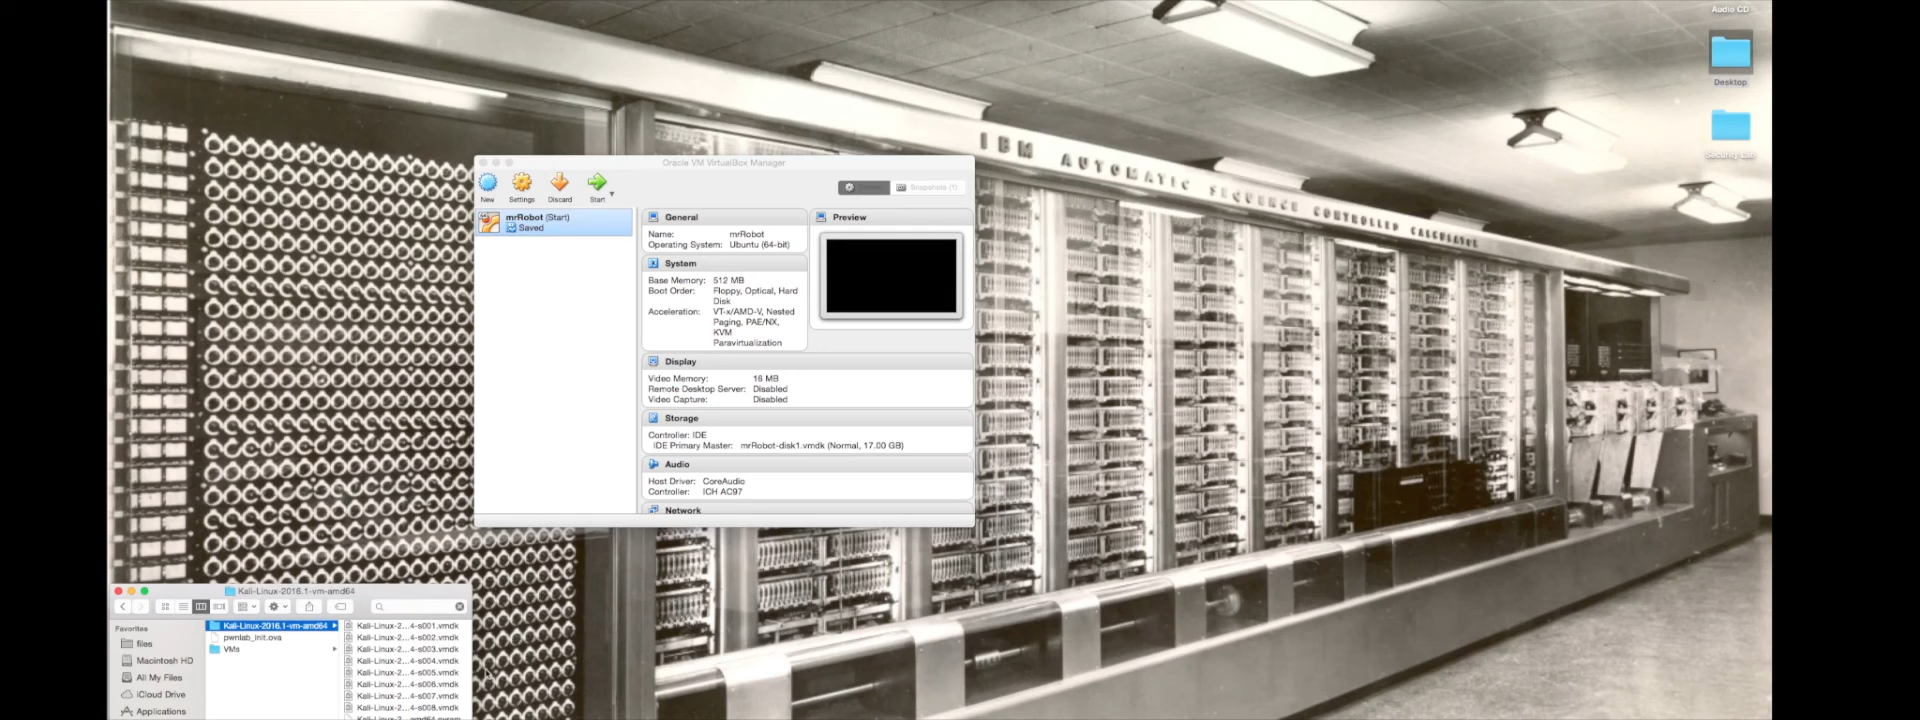 Audio CD
Desktop
Security Lab
IBM AUTOMATIC SEQUENCE CONTROLLED CALCULATOR
Oracle VM VirtualBox Manager
New
Settings
Discard
Start
Snapshots (1)
mrRobot (Start)
Saved
General
Name: mrRobot
Operating System: Ubuntu (64-bit)
System
Base Memory: 512 MB
Boot Order: Floppy, Optical, Hard
Disk
Acceleration: VT-x/AMD-V, Nested
Paging, PAE/NX,
KVM
Paravirtualization
Preview
Display
Video Memory: 16 MB
Remote Desktop Server: Disabled
Video Capture: Disabled
Storage
Controller: IDE
IDE Primary Master: mrRobot-disk1.vmdk (Normal, 17.00 GB)
Audio
Host Driver: CoreAudio
Controller: ICH AC97
Network
Kali-Linux-2016.1-vm-amd64
Favorites
files
Macintosh HD
All My Files
iCloud Drive
Applications
Kali-Linux-2016.1-vm-amd64
pwnlab_init.ova
VMs
Kali-Linux-2...4-s001.vmdk
Kali-Linux-2...4-s002.vmdk
Kali-Linux-2...4-s003.vmdk
Kali-Linux-2...4-s004.vmdk
Kali-Linux-2...4-s005.vmdk
Kali-Linux-2...4-s006.vmdk
Kali-Linux-2...4-s007.vmdk
Kali-Linux-2...4-s008.vmdk